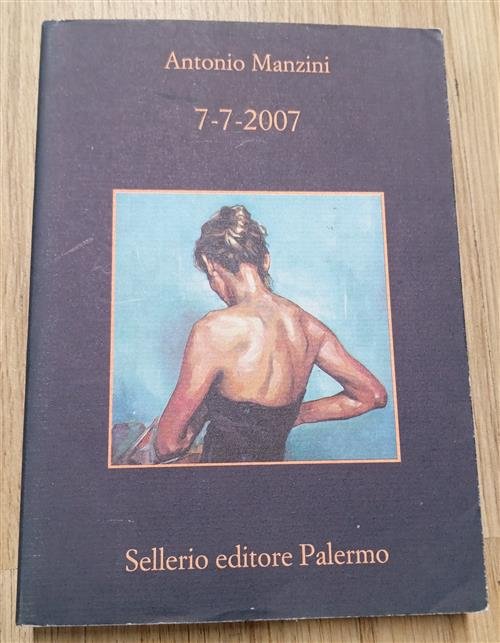 Antonio Manzini
7-7-2007
Sellerio editore Palermo